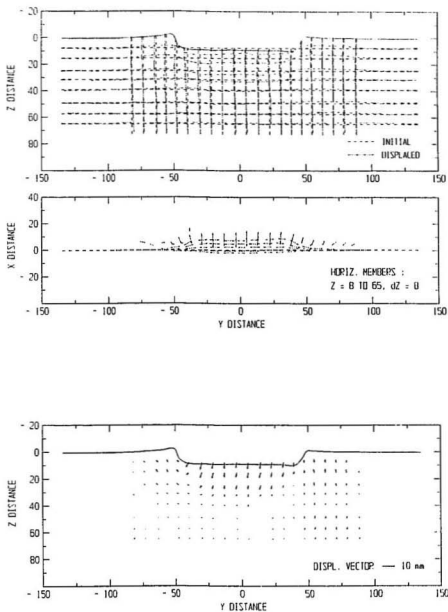 - 20
0
20
40
60
80
Z DISTANCE
INITIAL
DISPLACED
- 150 - 100 - 50 0 50 100 150
40
20
0
- 20
X DISTANCE
HORIZ. MEMBERS :
Z = 8 TO 65, dZ = 0
- 150 - 100 - 50 0 50 100 150
Y DISTANCE
- 20
0
20
40
60
80
Z DISTANCE
DISPL. VECTOR 10 mm
- 150 - 100 - 50 0 50 100 150
Y DISTANCE